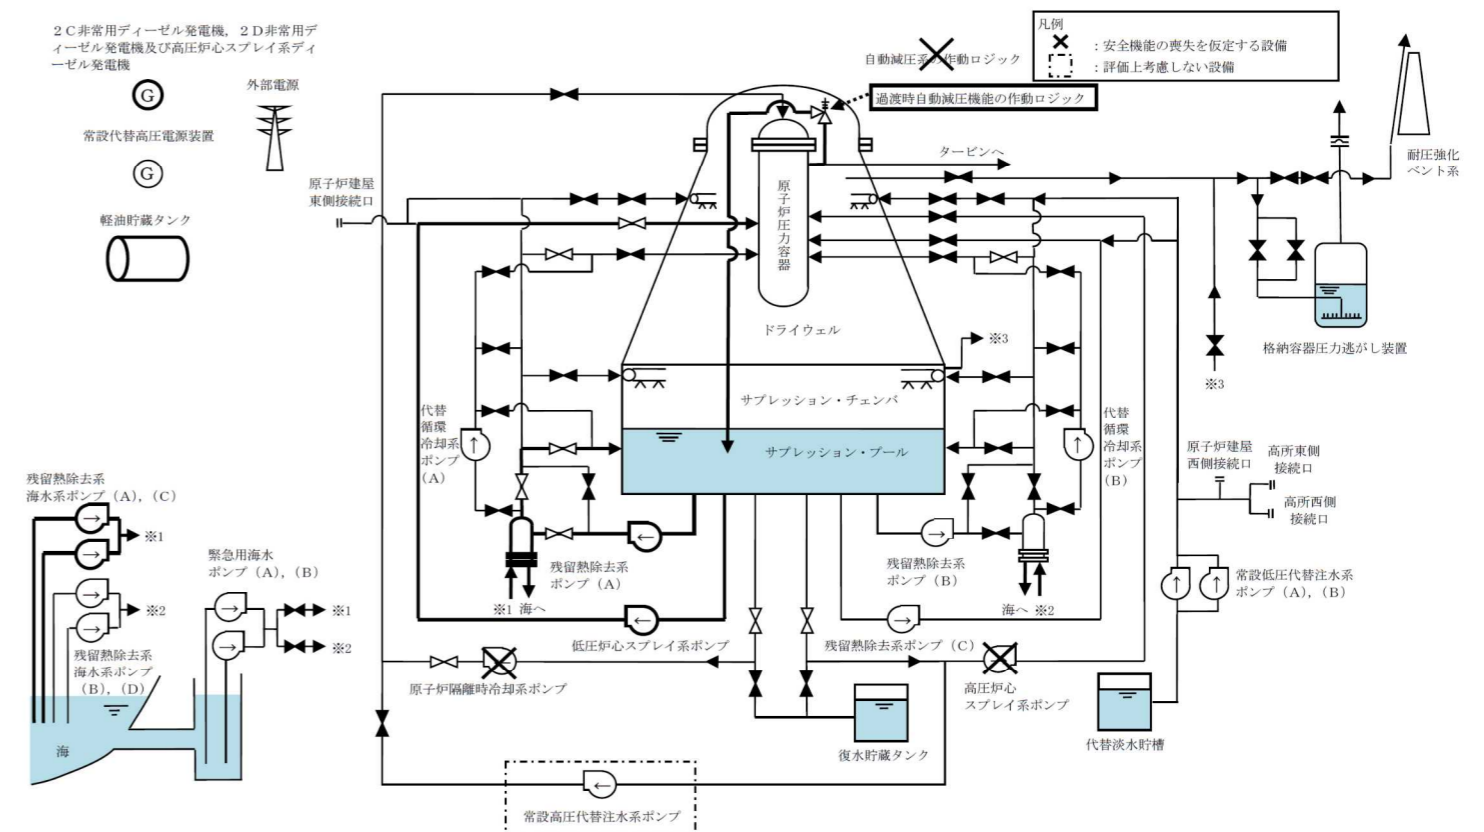 2C非常用ディーゼル発電機，2D非常用デ
ィーゼル発電機及び高圧炉心スプレイ系ディ
ーゼル発電機
G
外部電源
常設代替高圧電源装置
G
軽油貯蔵タンク
自動減圧系の作動ロジック
過渡時自動減圧機能の作動ロジック
凡例
：安全機能の喪失を仮定する設備
：評価上考慮しない設備
タービンへ
耐圧強化
ベント系
原子炉建屋
東側接続口
原子炉圧力容器
ドライウェル
※3
格納容器圧力逃がし装置
※3
サプレッション・チェンバ
サプレッション・プール
代替
循環
冷却系
ポンプ
（A）
代替
循環
冷却系
ポンプ
（B）
原子炉建屋
西側接続口
高所東側
接続口
高所西側
接続口
残留熱除去系
海水系ポンプ（A），（C）
※1
※2
残留熱除去系
海水系ポンプ
（B），（D）
海
緊急用海水
ポンプ（A），（B）
※1
※2
残留熱除去系
ポンプ（A）
※1 海へ
残留熱除去系
ポンプ（B）
海へ ※2
常設低圧代替注水系
ポンプ（A），（B）
低圧炉心スプレイ系ポンプ
残留熱除去系ポンプ（C）
原子炉隔離時冷却系ポンプ
高圧炉心
スプレイ系ポンプ
復水貯蔵タンク
代替淡水貯槽
常設高圧代替注水系ポンプ